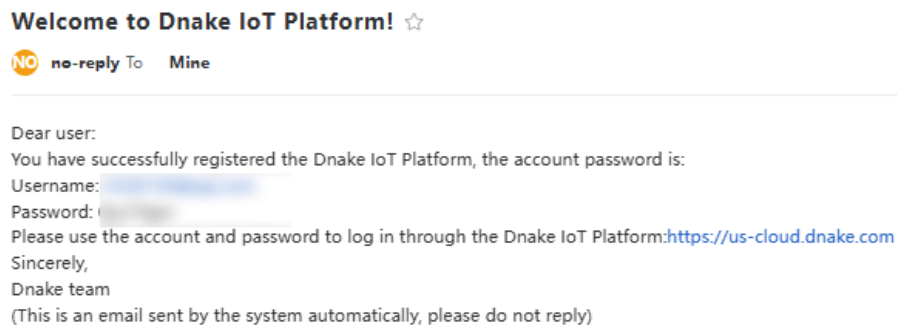 Welcome to Dnake IoT Platform!
NO no-reply To Mine
Dear user:
You have successfully registered the Dnake IoT Platform, the account password is:
Username:
Password:
Please use the account and password to log in through the Dnake IoT Platform:https://us-cloud.dnake.com
Sincerely,
Dnake team
(This is an email sent by the system automatically, please do not reply)